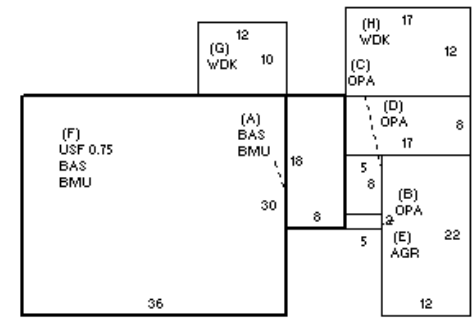 12
(G)
WDK 10
(H) 17
WDK
12
(C)
OPA
(D)
OPA 8
17
(F)
USF 0.75
BAS
BMU
(A)
BAS
BMU
18
5
8
30
8
(B)
OPA
5
(E)
AGR
22
36
12